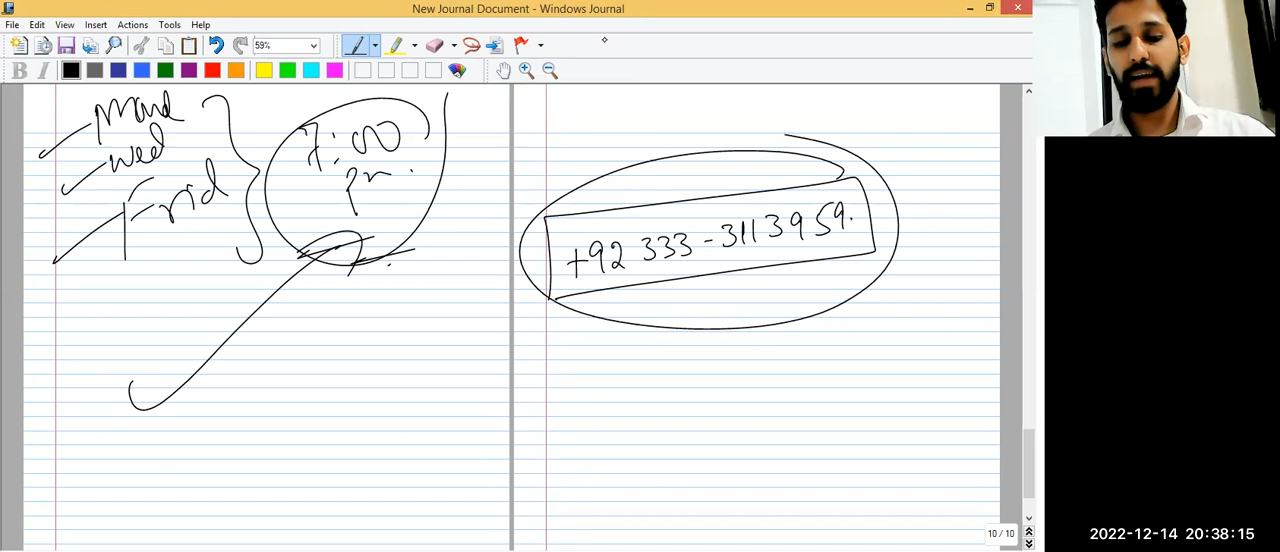 New Journal Document - Windows Journal
File Edit View Insert Actions Tools Help
59%
B I
Mond
Wed
Frid
7:00
pm.
+92 333-3113959.
10 / 10
2022-12-14 20:38:15